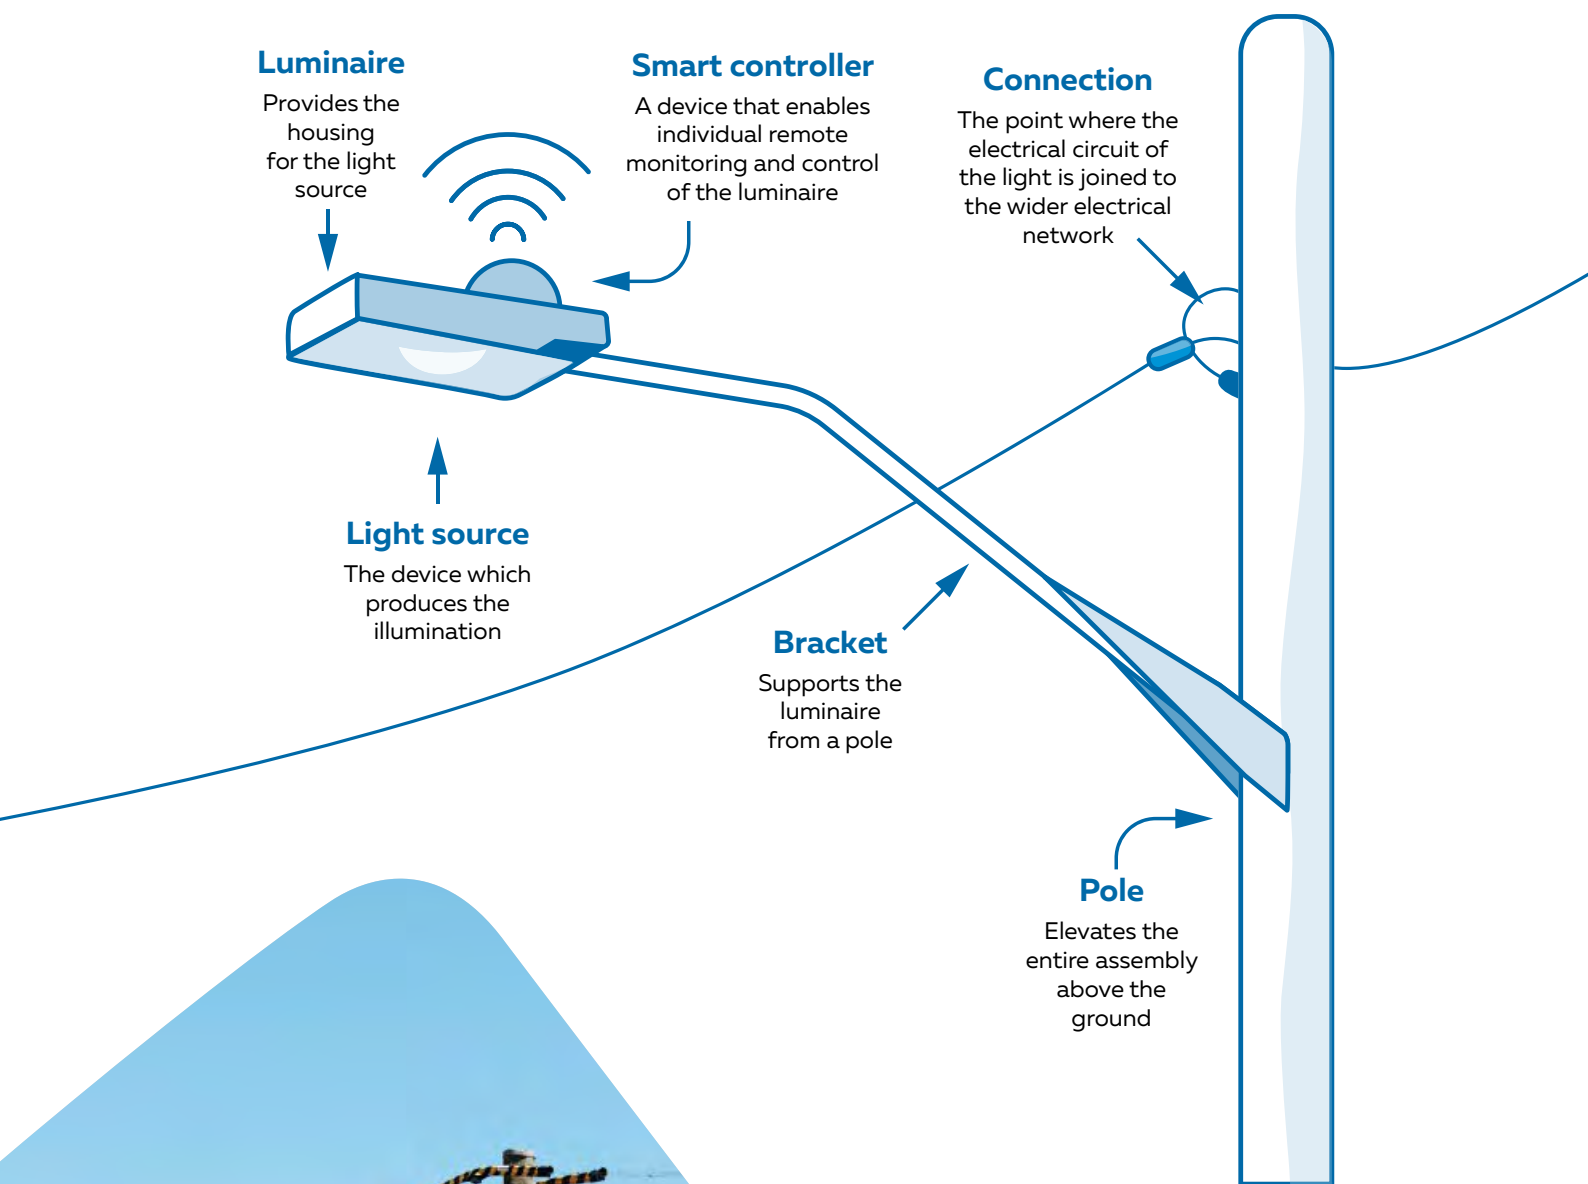 Luminaire
Provides the
housing
for the light
source
Smart controller
A device that enables
individual remote
monitoring and control
of the luminaire
Connection
The point where the
electrical circuit of
the light is joined to
the wider electrical
network
Light source
The device which
produces the
illumination
Bracket
Supports the
luminaire
from a pole
Pole
Elevates the
entire assembly
above the
ground